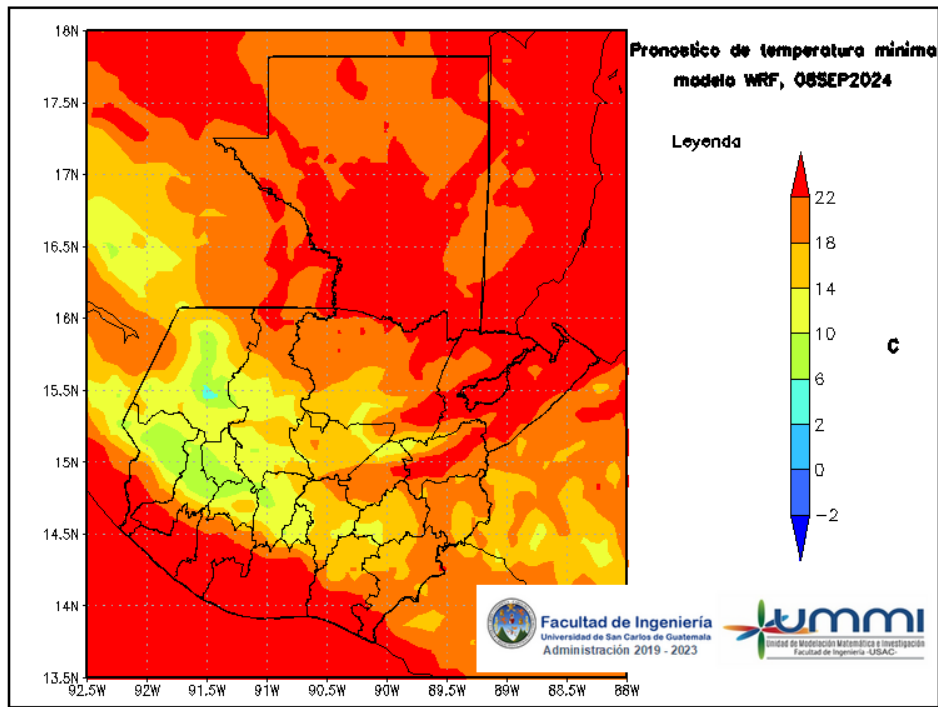 Pronostico de temperatura minima
modelo WRF, 08SEP2024
Leyenda
22
18
14
10
6
2
0
-2
C
18N
17.5N
17N
16.5N
16N
15.5N
15N
14.5N
14N
13.5N
92.5W
92W
91.5W
91W
90.5W
90W
89.5W
89W
88.5W
88W
Facultad de Ingeniería
Universidad de San Carlos de Guatemala
Administración 2019 - 2023
UMMI
Unidad de Modelación Matemática e Investigación
Facultad de Ingeniería -USAC-